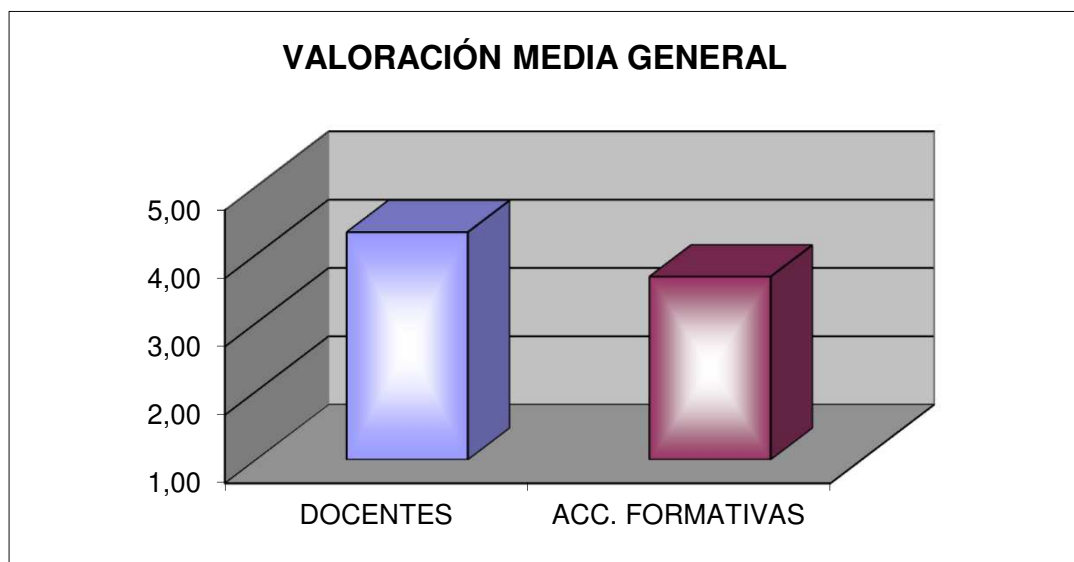 VALORACIÓN MEDIA GENERAL
5,00
4,00
3,00
2,00
1,00
DOCENTES
ACC. FORMATIVAS